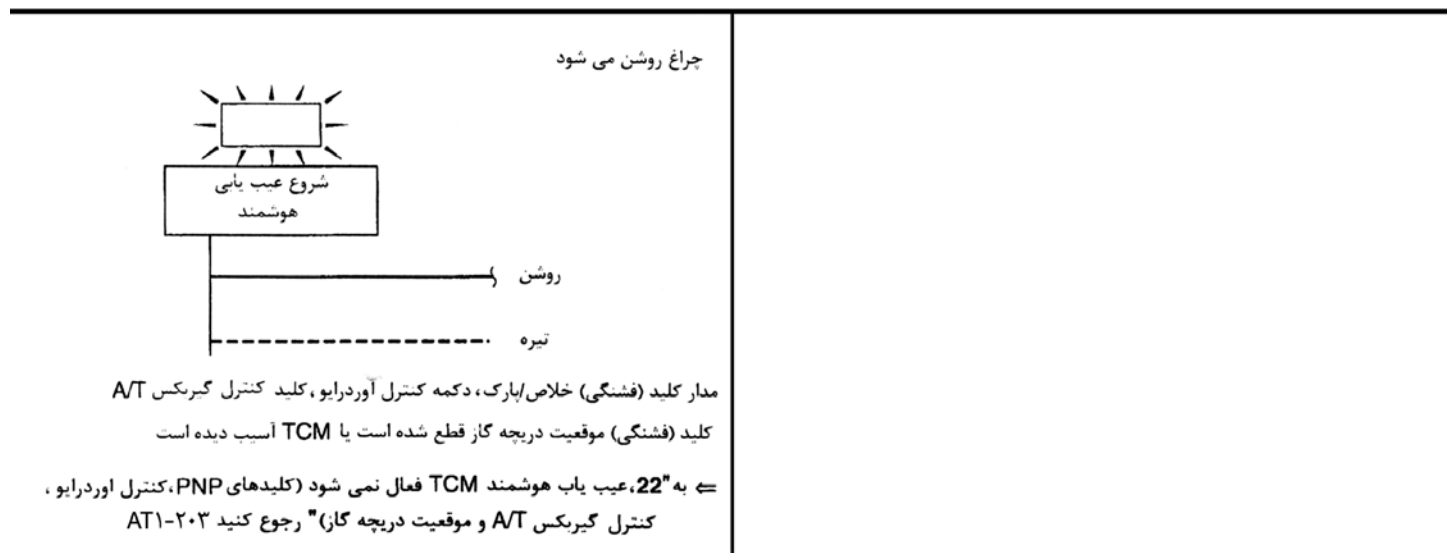 چراغ روشن می شود
شروع عیب یابی
هوشمند
روشن
تیره
مدار کلید (فشنگی) خلاص/پارک، دکمه کنترل آوردرایو، کلید کنترل گیربکس A/T
کلید (فشنگی) موقعیت دریچه گاز قطع شده است یا TCM آسیب دیده است
⇐ به "22، عیب یاب هوشمند TCM فعال نمی شود (کلیدهای PNP، کنترل اوردرایو ،
کنترل گیربکس A/T و موقعیت دریچه گاز)" رجوع کنید AT۱-۲۰۳